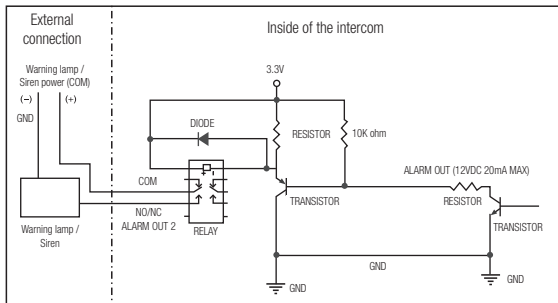 External
connection
Inside of the intercom
Warning lamp /
Siren power (COM)
(−)
(+)
GND
3.3V
DIODE
RESISTOR
10K ohm
COM
ALARM OUT (12VDC 20mA MAX)
TRANSISTOR
RESISTOR
NO/NC
ALARM OUT 2
RELAY
TRANSISTOR
Warning lamp /
Siren
GND
GND
GND